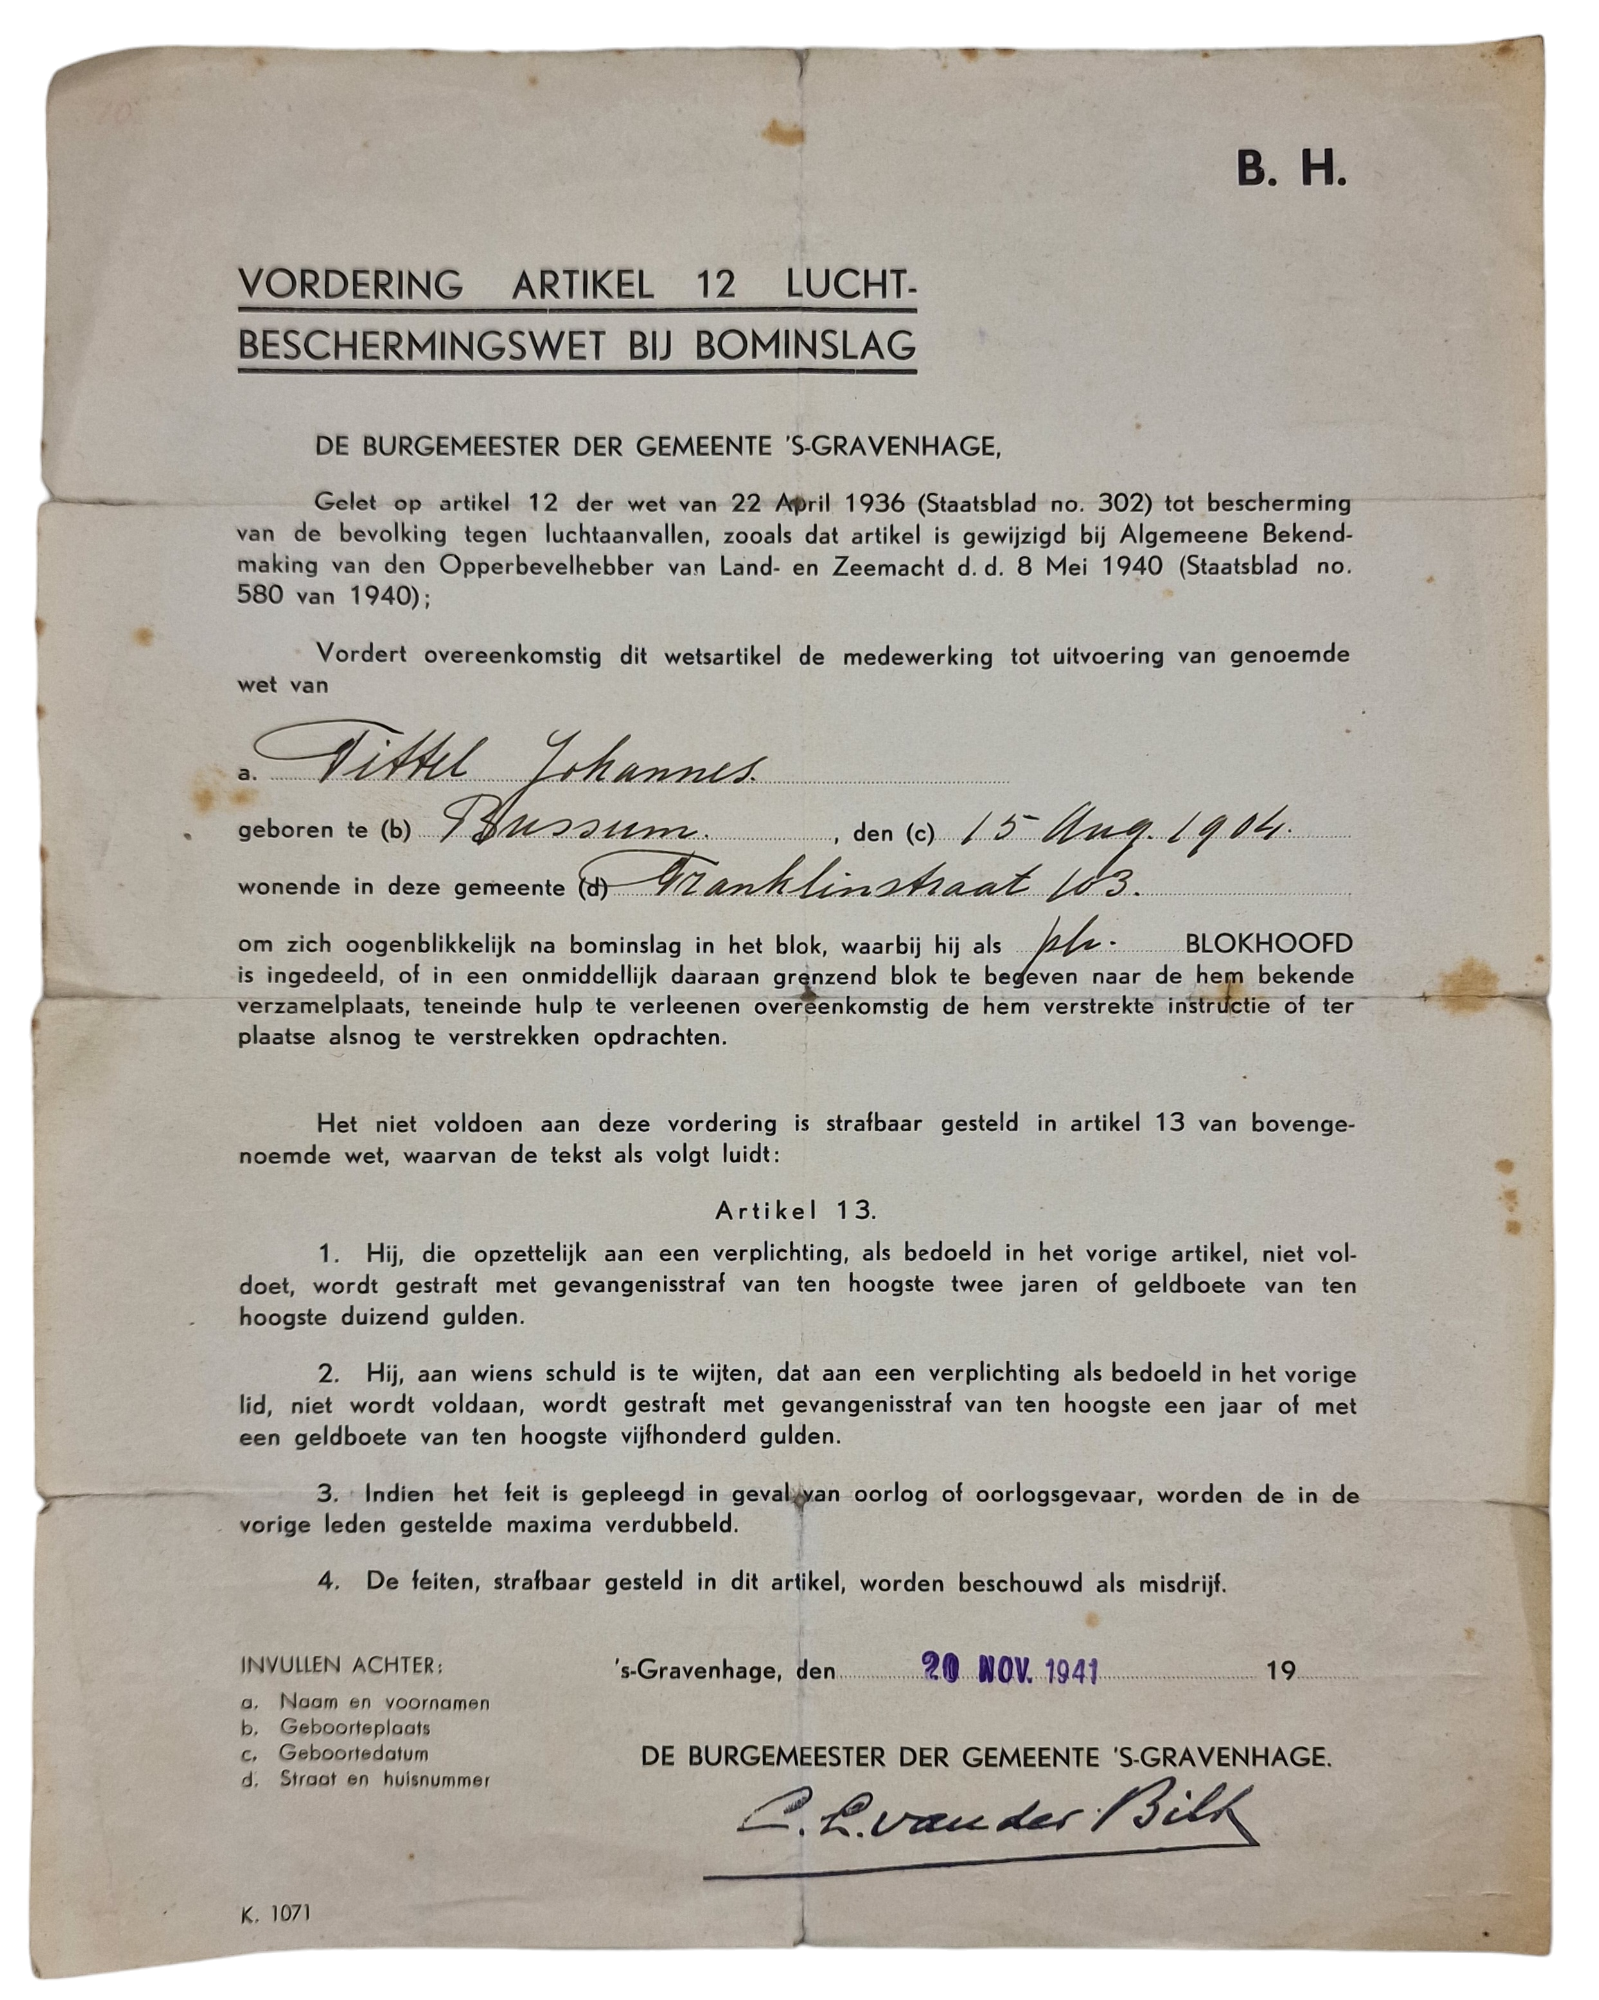 B. H.
VORDERING ARTIKEL 12 LUCHT-
BESCHERMINGSWET BIJ BOMINSLAG
DE BURGEMEESTER DER GEMEENTE 'S-GRAVENHAGE,
Gelet op artikel 12 der wet van 22 April 1936 (Staatsblad no. 302) tot bescherming
van de bevolking tegen luchtaanvallen, zooals dat artikel is gewijzigd bij Algemeene Bekend-
making van den Opperbevelhebber van Land- en Zeemacht d. d. 8 Mei 1940 (Staatsblad no.
580 van 1940);
Vordert overeenkomstig dit wetsartikel de medewerking tot uitvoering van genoemde
wet van
a. Tittel Johannes.
geboren te (b) Bussum. , den (c) 15 Aug. 1904.
wonende in deze gemeente (d) Franklinstraat 103.
om zich oogenblikkelijk na bominslag in het blok, waarbij hij als plv. BLOKHOOFD
is ingedeeld, of in een onmiddellijk daaraan grenzend blok te begeven naar de hem bekende
verzamelplaats, teneinde hulp te verleenen overeenkomstig de hem verstrekte instructie of ter
plaatse alsnog te verstrekken opdrachten.
Het niet voldoen aan deze vordering is strafbaar gesteld in artikel 13 van bovenge-
noemde wet, waarvan de tekst als volgt luidt:
Artikel 13.
1. Hij, die opzettelijk aan een verplichting, als bedoeld in het vorige artikel, niet vol-
doet, wordt gestraft met gevangenisstraf van ten hoogste twee jaren of geldboete van ten
hoogste duizend gulden.
2. Hij, aan wiens schuld is te wijten, dat aan een verplichting als bedoeld in het vorige
lid, niet wordt voldaan, wordt gestraft met gevangenisstraf van ten hoogste een jaar of met
een geldboete van ten hoogste vijfhonderd gulden.
3. Indien het feit is gepleegd in geval van oorlog of oorlogsgevaar, worden de in de
vorige leden gestelde maxima verdubbeld.
4. De feiten, strafbaar gesteld in dit artikel, worden beschouwd als misdrijf.
INVULLEN ACHTER:
a. Naam en voornamen
b. Geboorteplaats
c. Geboortedatum
d. Straat en huisnummer
's-Gravenhage, den 20 NOV. 1941 19
DE BURGEMEESTER DER GEMEENTE 'S-GRAVENHAGE.
C. L. van der Bilt
K. 1071